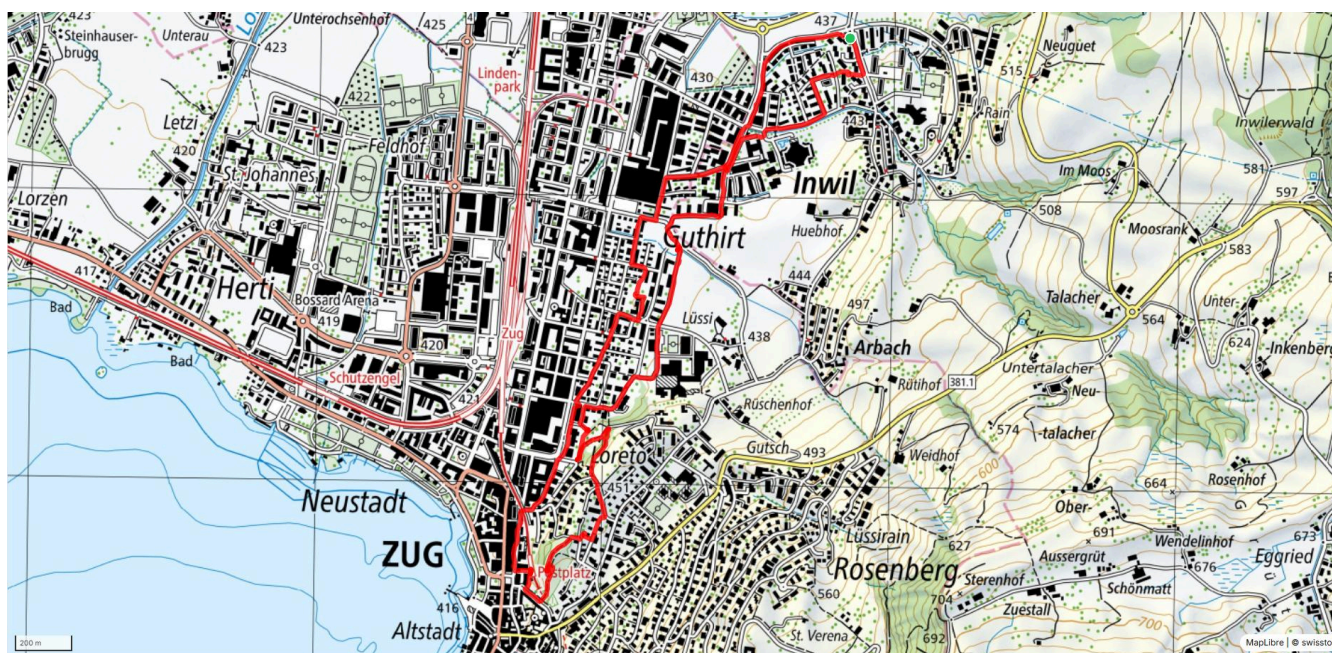 423
Steinhauser-
brugg
Unterau
Unterochsenhof
425
4
Lo
423
437
Neuguet
515
Linden-
park
430
422
Letzi
420
Feldhof
443
Rain
Inwilerwald
St. Johannes
Im Moos
581
597
Lorzen
Inwil
508
Moosrank
583
Huebhof
Guthirt
417
Herti
444
Talacher
Bossard Arena
419
497
564
Unter-
Bad
Lüssi
438
624
Zug
420
Arbach
Inkenberg
Bad
Schutzengel
421
Untertalacher
Rütihof
381.1
Neu-
Rüschenhof
574
-talacher
Gutsch
493
Loreto
Weidhof
600
451
664
Rosenhof
Neustadt
Ober-
G
691
Lüssirain
627
Wendelinhof
673
ZUG
Aussergrüt
676
Eggried
Postplatz
Rosenberg
Sterenhof
Schönmatt
ü
560
704
Zuestall
t
416
Altstadt
St. Verena
700
692
200 m
MapLibre | © swissto